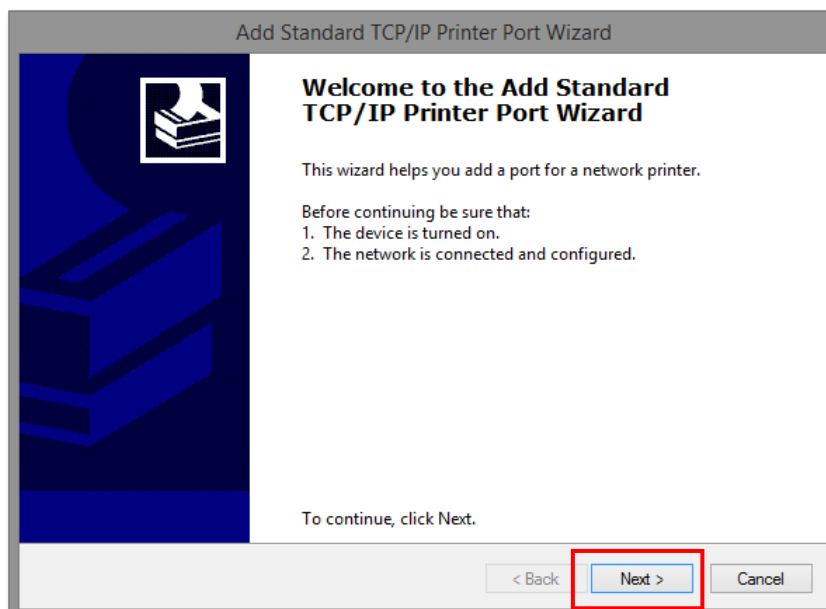 Add Standard TCP/IP Printer Port Wizard
Welcome to the Add Standard
TCP/IP Printer Port Wizard
This wizard helps you add a port for a network printer.
Before continuing be sure that:
1. The device is turned on.
2. The network is connected and configured.
To continue, click Next.
< Back
Next >
Cancel